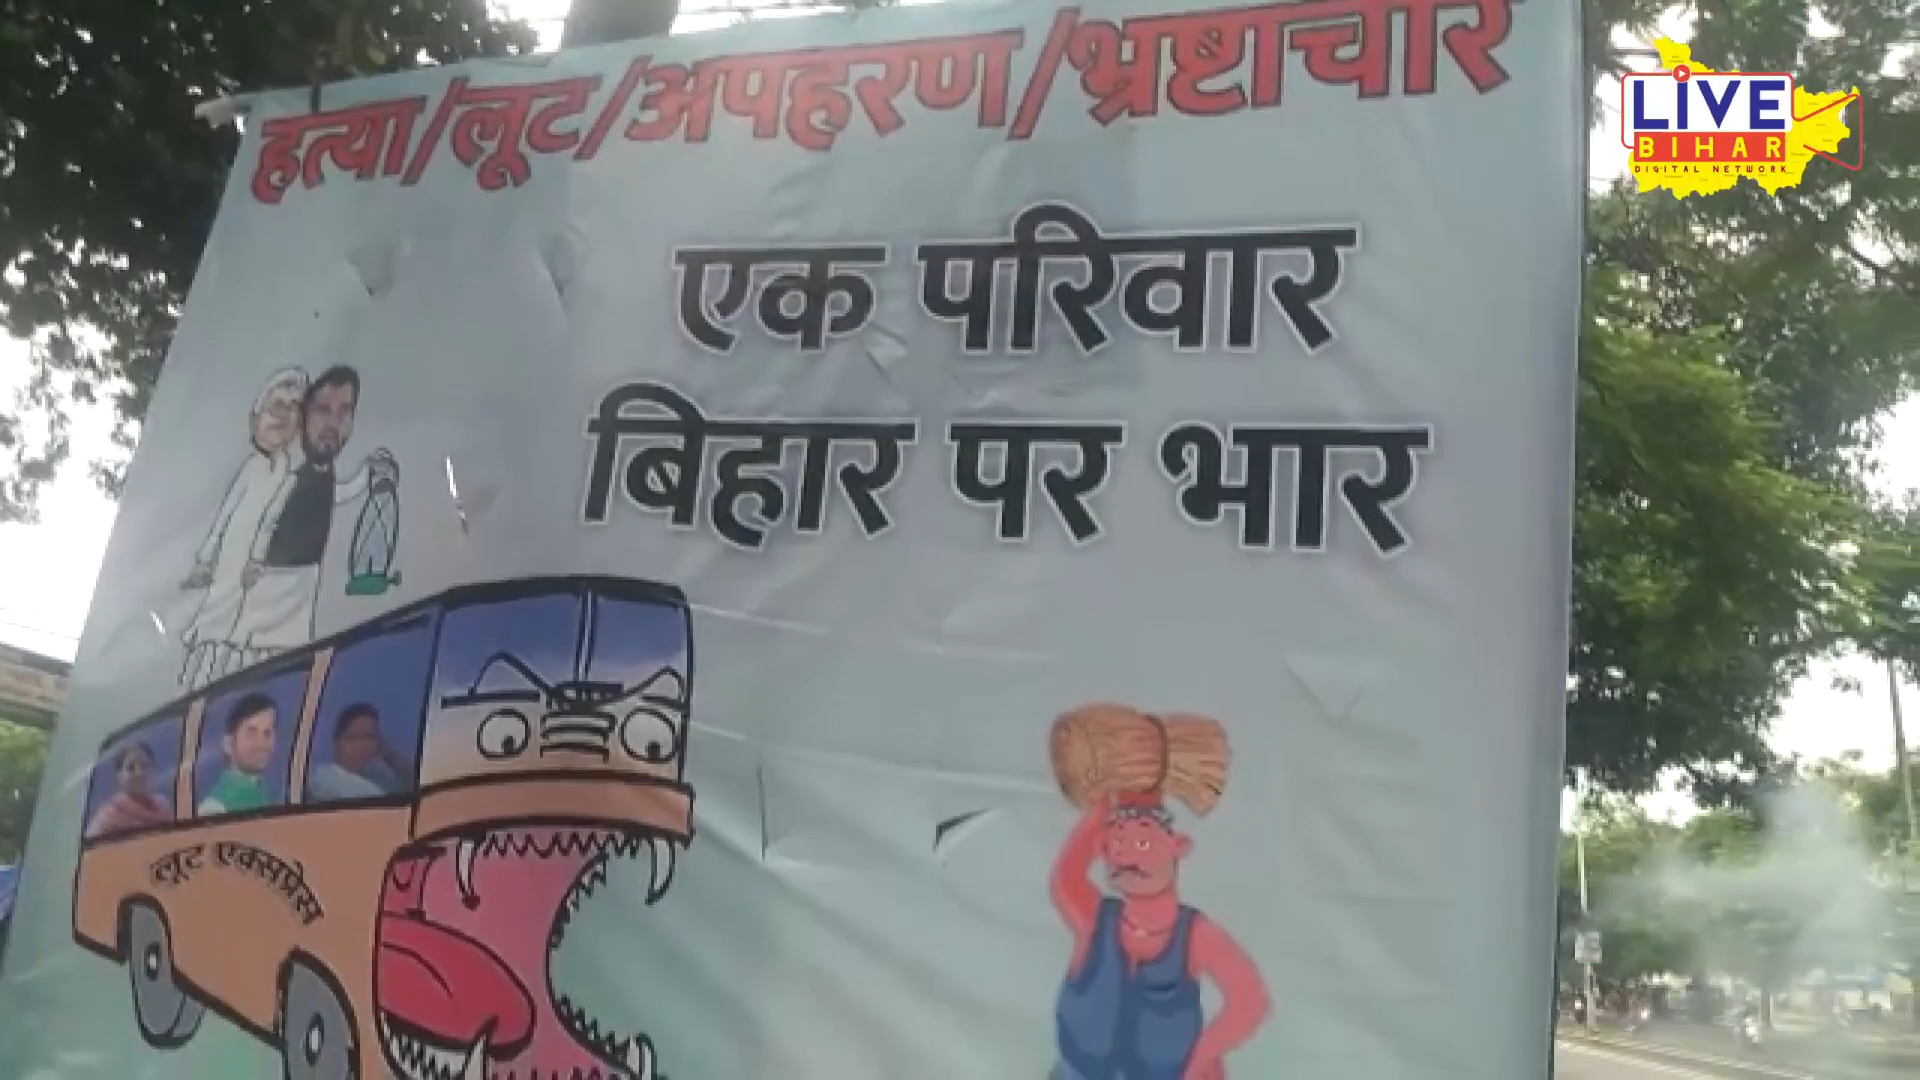 हत्या/लूट/अपहरण/भ्रष्टाचार
एक परिवार
बिहार पर भार
लूट एक्सप्रेस
LIVE
BIHAR
DIGITAL NETWORK